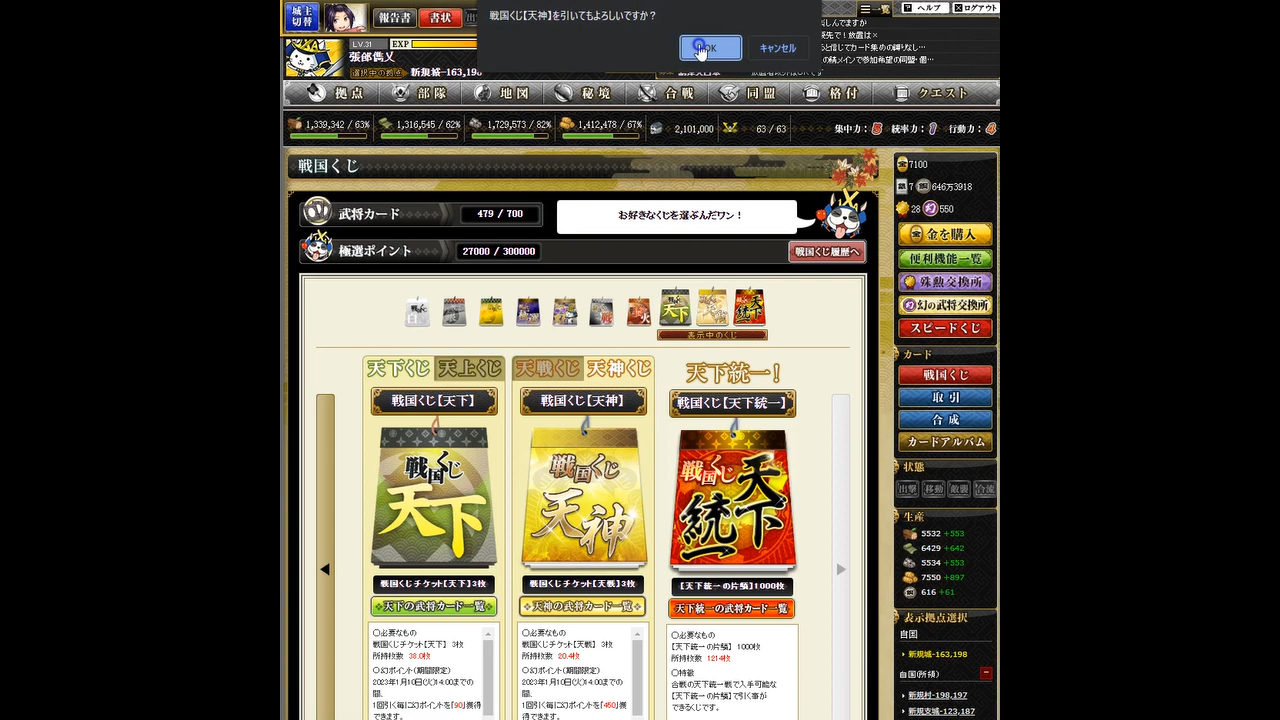 城主
切替
報告書
書状
戦国くじ【天神】を引いてもよろしいですか？
OK
キャンセル
一覧
ヘルプ
ログアウト
LV.31
EXP
張郃儁乂
選択中の拠点
新規城-163,198
拠点
部隊
地図
秘境
合戦
同盟
格付
クエスト
1,339,342 / 63%
1,316,545 / 62%
1,729,573 / 82%
1,412,478 / 67%
2,101,000
63 / 63
集中力：5
統率力：1
行動力：4
戦国くじ
武将カード
479 / 700
お好きなくじを選ぶんだワン！
極選ポイント
27000 / 300000
戦国くじ履歴へ
表示中のくじ
天下くじ
天上くじ
天戦くじ
天神くじ
天下統一！
戦国くじ【天下】
戦国くじ【天神】
戦国くじ【天下統一】
戦国くじ
天下
戦国くじ
天神
戦国くじ
天下
統一
戦国くじチケット【天下】3枚
戦国くじチケット【天戦】3枚
【天下統一の片鱗】1000枚
天下の武将カード一覧
天神の武将カード一覧
天下統一の武将カード一覧
○必要なもの
戦国くじチケット【天下】 3枚
所持枚数 38.0枚
○幻ポイント(期間限定)
2023年1月10日(火)14:00までの
間、
1回引く毎に幻ポイントを「90」獲得
できます。
○必要なもの
戦国くじチケット【天戦】 3枚
所持枚数 20.4枚
○幻ポイント(期間限定)
2023年1月10日(火)14:00までの
間、
1回引く毎に幻ポイントを「450」獲
得できます。
○必要なもの
【天下統一の片鱗】 1000枚
所持枚数 1214枚
○特徴
合戦の天下統一戦で入手可能な
【天下統一の片鱗】で引く事が
できるくじです。
7100
7
646万3918
28
550
金を購入
便利機能一覧
殊勲交換所
幻の武将交換所
スピードくじ
カード
戦国くじ
取引
合成
カードアルバム
状態
出撃
移動
敵襲
合流
生産
5532 +553
6429 +642
5534 +553
7550 +897
616 +61
表示拠点選択
自国
新規城-163,198
自国(所領)
新規村-198,197
新規支城-123,187